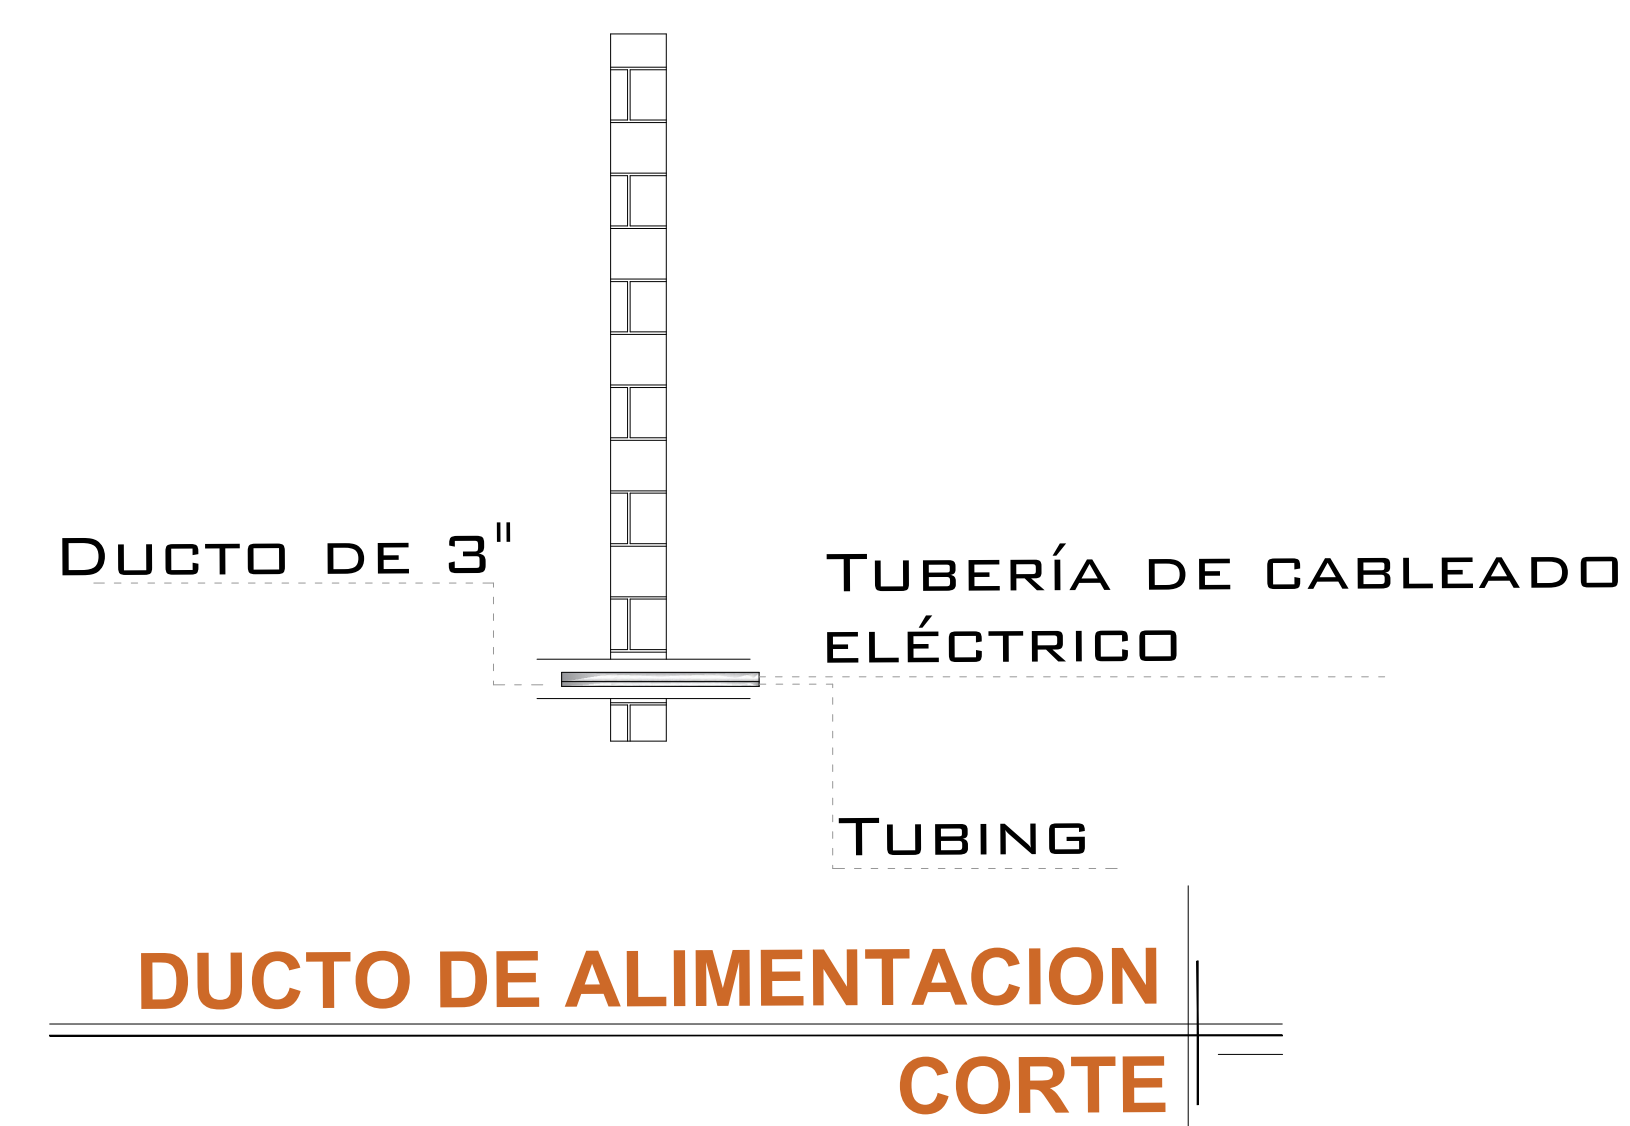 Ducto de 3"
Tubería de cableado
eléctrico
Tubing
DUCTO DE ALIMENTACION
CORTE